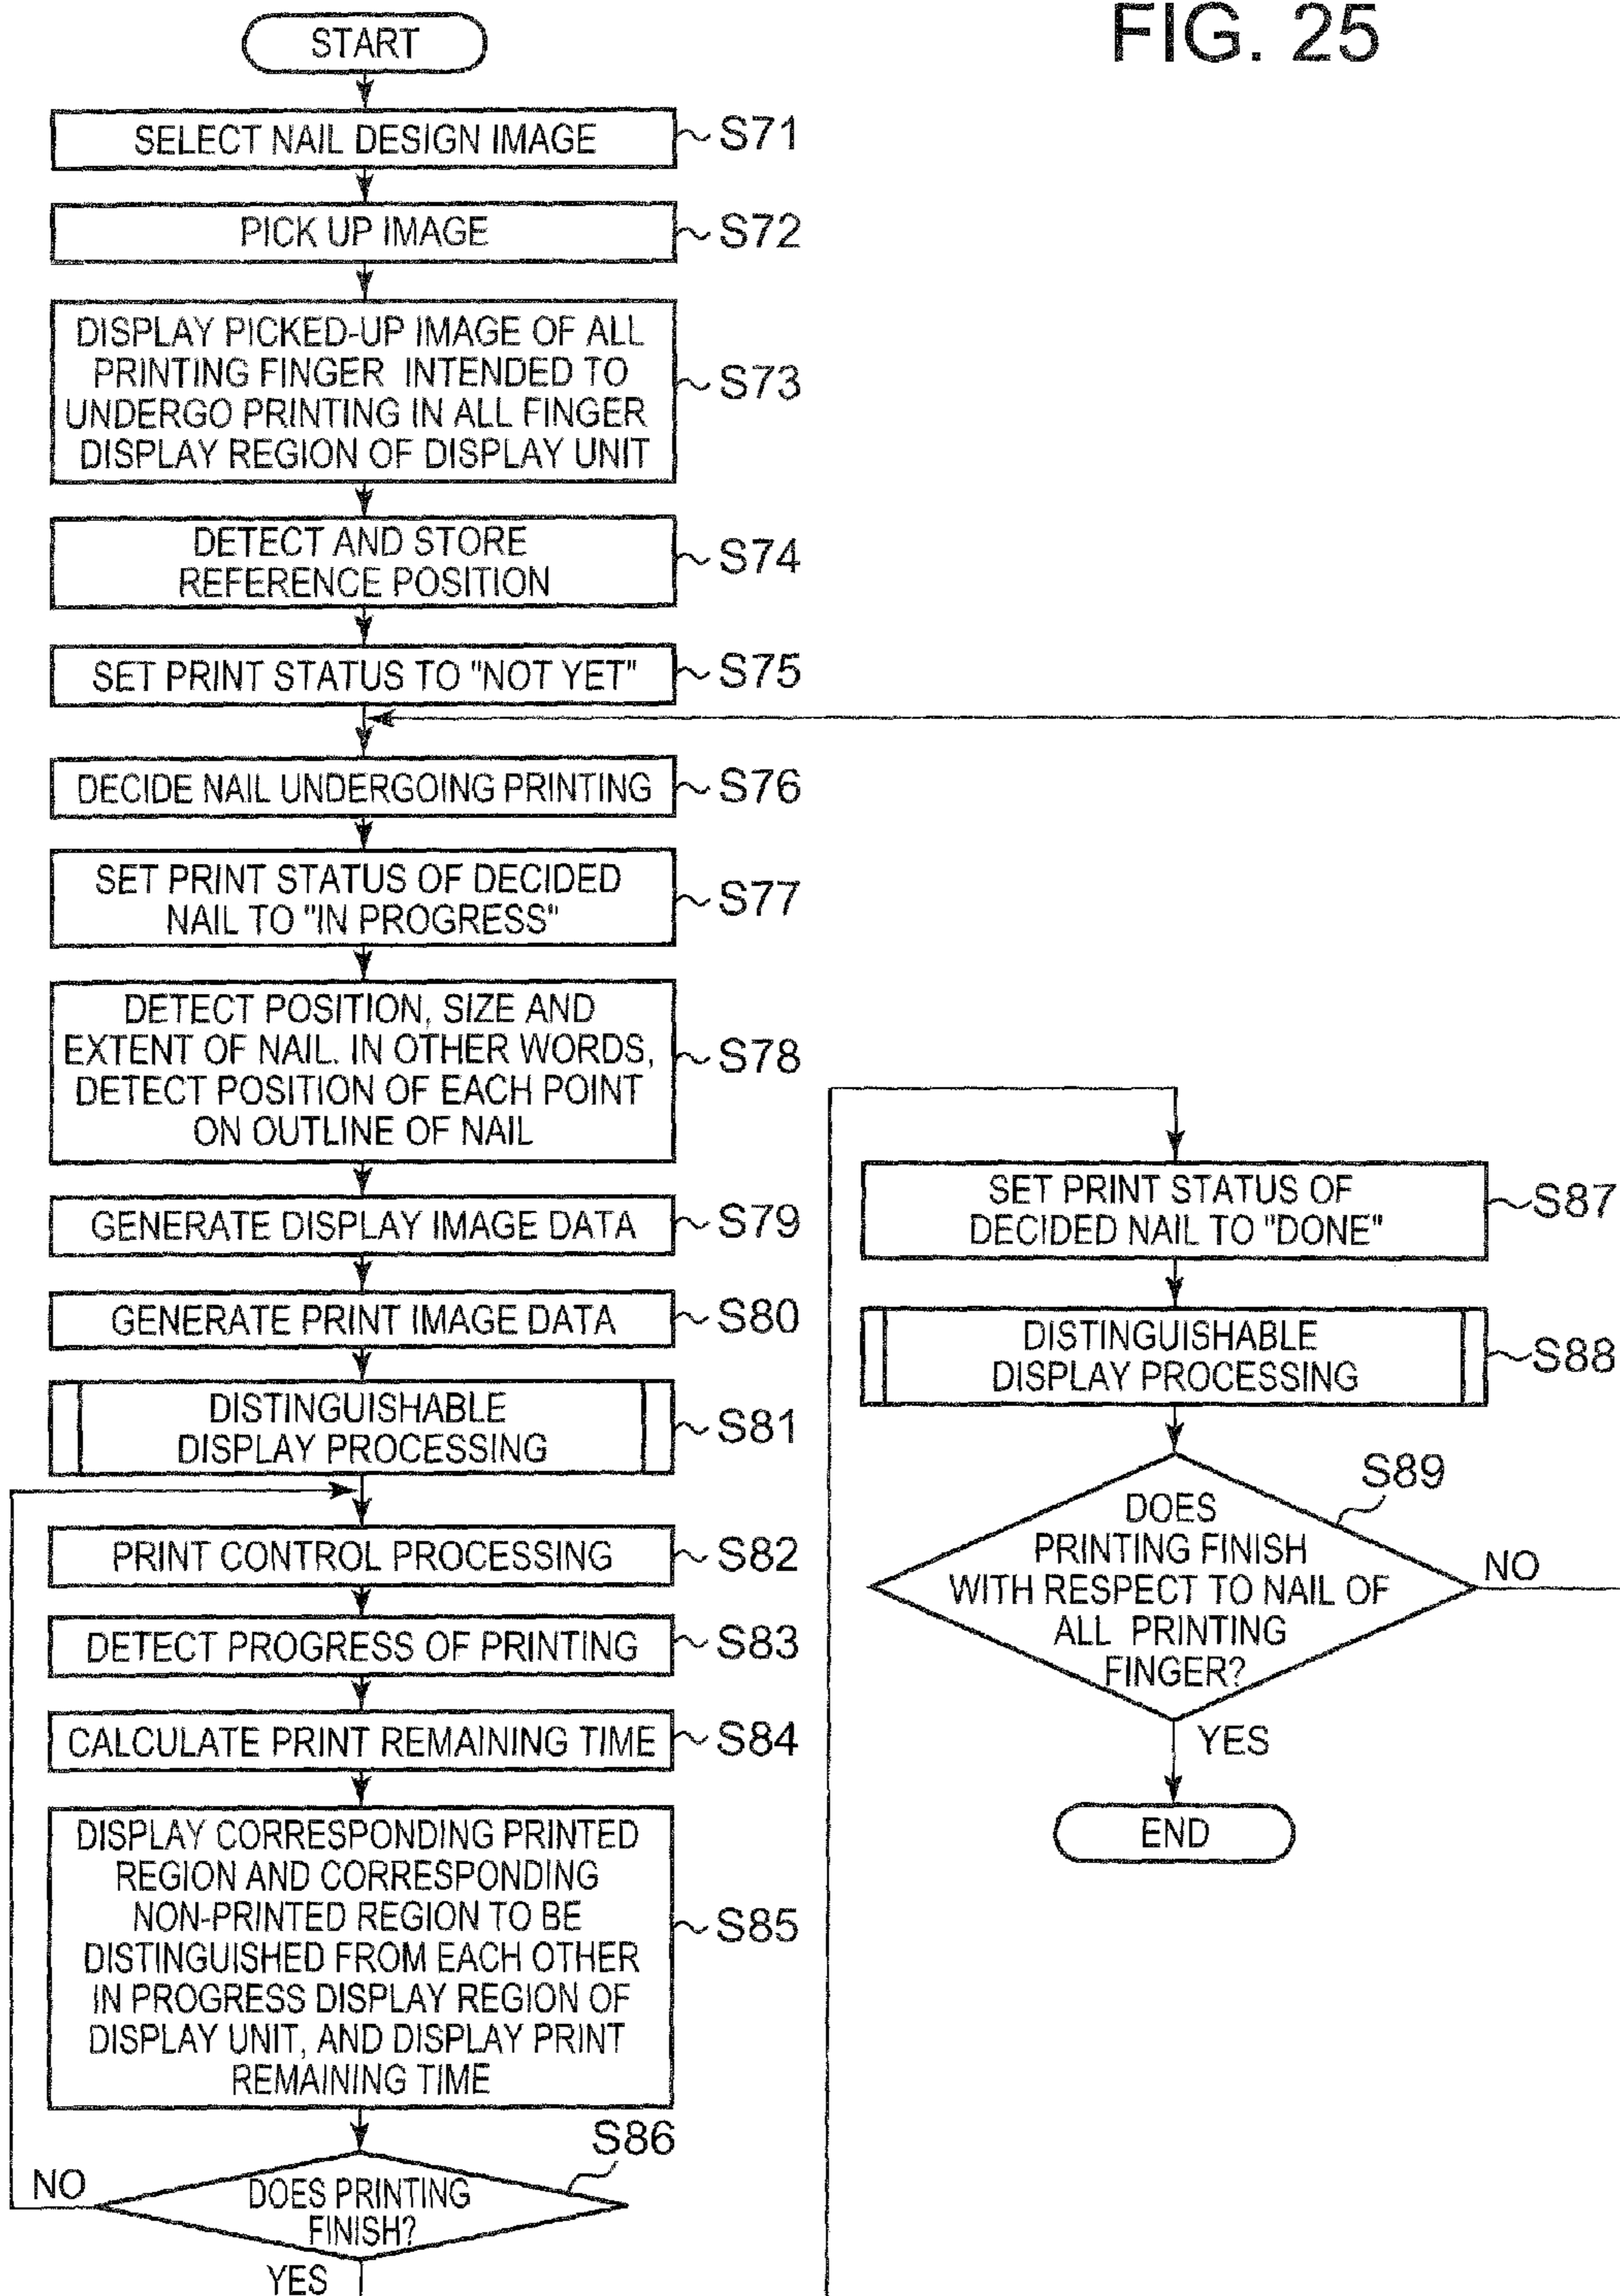 FIG. 25
START
SELECT NAIL DESIGN IMAGE
S71
PICK UP IMAGE
S72
DISPLAY PICKED-UP IMAGE OF ALL
PRINTING FINGER INTENDED TO
UNDERGO PRINTING IN ALL FINGER
DISPLAY REGION OF DISPLAY UNIT
S73
DETECT AND STORE
REFERENCE POSITION
S74
SET PRINT STATUS TO "NOT YET"
S75
DECIDE NAIL UNDERGOING PRINTING
S76
SET PRINT STATUS OF DECIDED
NAIL TO "IN PROGRESS"
S77
DETECT POSITION, SIZE AND
EXTENT OF NAIL. IN OTHER WORDS,
DETECT POSITION OF EACH POINT
ON OUTLINE OF NAIL
S78
GENERATE DISPLAY IMAGE DATA
S79
GENERATE PRINT IMAGE DATA
S80
DISTINGUISHABLE
DISPLAY PROCESSING
S81
PRINT CONTROL PROCESSING
S82
DETECT PROGRESS OF PRINTING
S83
CALCULATE PRINT REMAINING TIME
S84
DISPLAY CORRESPONDING PRINTED
REGION AND CORRESPONDING
NON-PRINTED REGION TO BE
DISTINGUISHED FROM EACH OTHER
IN PROGRESS DISPLAY REGION OF
DISPLAY UNIT, AND DISPLAY PRINT
REMAINING TIME
S85
S86
NO
DOES PRINTING
FINISH?
YES
SET PRINT STATUS OF
DECIDED NAIL TO "DONE"
S87
DISTINGUISHABLE
DISPLAY PROCESSING
S88
S89
DOES
PRINTING FINISH
WITH RESPECT TO NAIL OF
ALL PRINTING
FINGER?
NO
YES
END